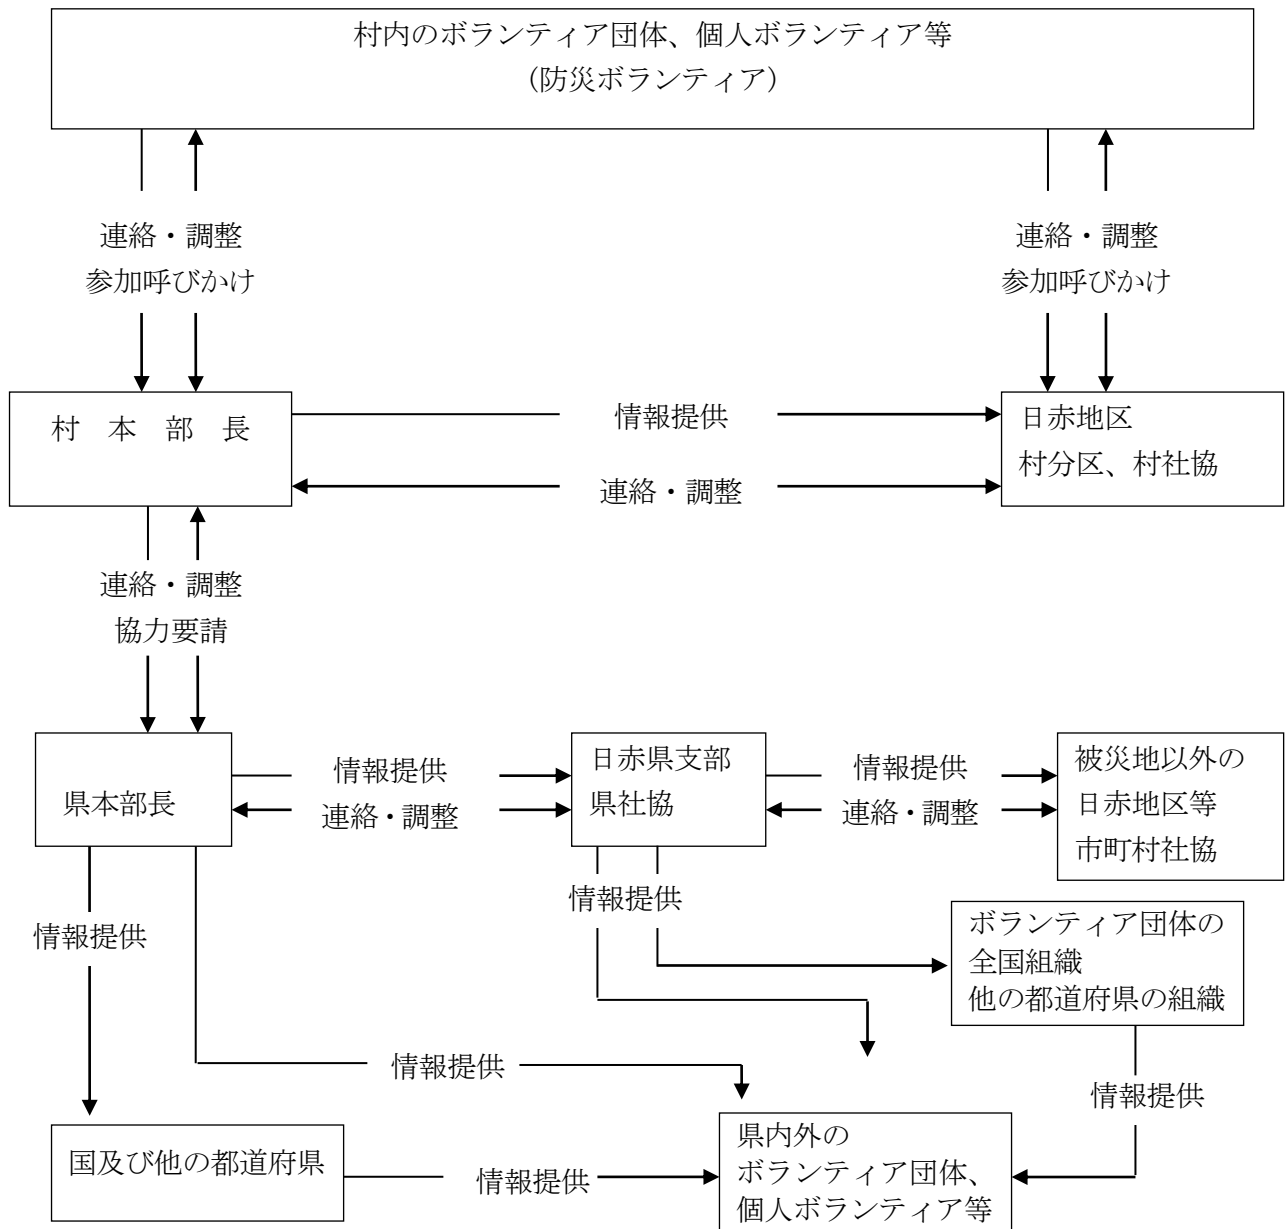 村内のボランティア団体、個人ボランティア等
（防災ボランティア）
連絡・調整
参加呼びかけ
連絡・調整
参加呼びかけ
村　本　部　長
情報提供
連絡・調整
日赤地区
村分区、村社協
連絡・調整
協力要請
県本部長
情報提供
連絡・調整
日赤県支部
県社協
情報提供
連絡・調整
被災地以外の
日赤地区等
市町村社協
情報提供
情報提供
ボランティア団体の
全国組織
他の都道府県の組織
情報提供
情報提供
国及び他の都道府県
情報提供
県内外の
ボランティア団体、
個人ボランティア等